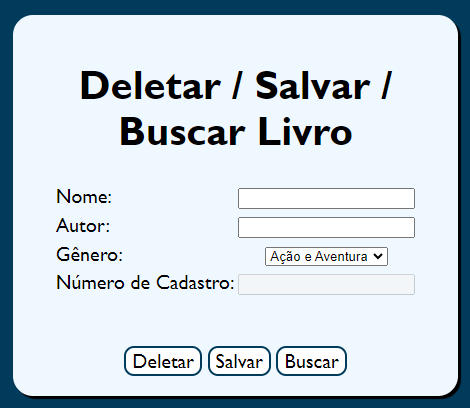 Deletar / Salvar /
Buscar Livro
Nome:
Autor:
Gênero:
Ação e Aventura
Número de Cadastro:
Deletar Salvar Buscar